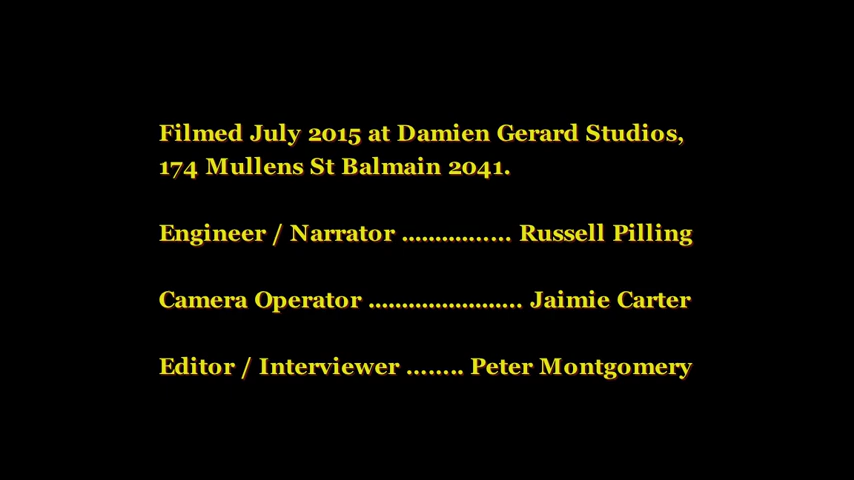 Filmed July 2015 at Damien Gerard Studios,
174 Mullens St Balmain 2041.
Engineer / Narrator ................ Russell Pilling
Camera Operator ....................... Jaimie Carter
Editor / Interviewer ........ Peter Montgomery